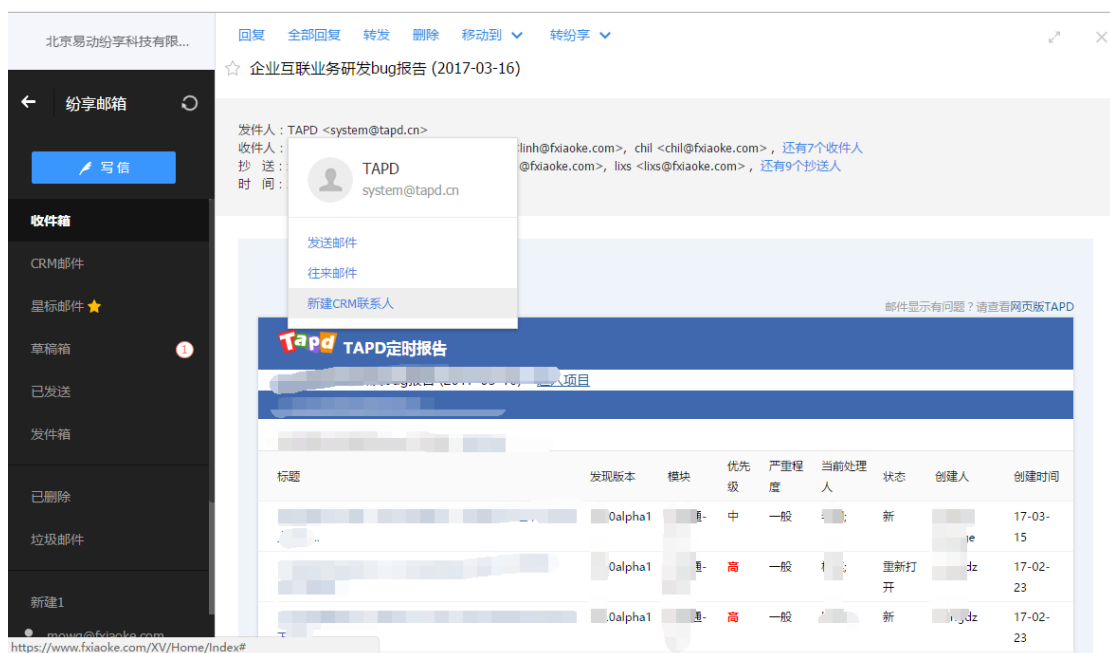 北京易动纷享科技有限...
回复 全部回复 转发 删除 移动到 转纷享
企业互联业务研发bug报告 (2017-03-16)
纷享邮箱
写信
收件箱
CRM邮件
星标邮件
草稿箱 1
已发送
发件箱
已删除
垃圾邮件
新建1
mowg@fxiaoke.com
https://www.fxiaoke.com/XV/Home/Index#
发件人：TAPD <system@tapd.cn>
收件人： linh@fxiaoke.com>, chil <chil@fxiaoke.com>, 还有7个收件人
抄 送： @fxiaoke.com>, lixs <lixs@fxiaoke.com>, 还有9个抄送人
时 间：
TAPD
system@tapd.cn
发送邮件
往来邮件
新建CRM联系人
邮件显示有问题？请查看网页版TAPD
Tapd TAPD定时报告
项目
标题 发现版本 模块 优先级 严重程度 当前处理人 状态 创建人 创建时间
0alpha1 通- 中 一般 ; 新 17-03-
15
0alpha1 通- 高 一般 ; 重新打 dz 17-02-
开 23
.0alpha1 通- 高 一般 新 dz 17-02-
23